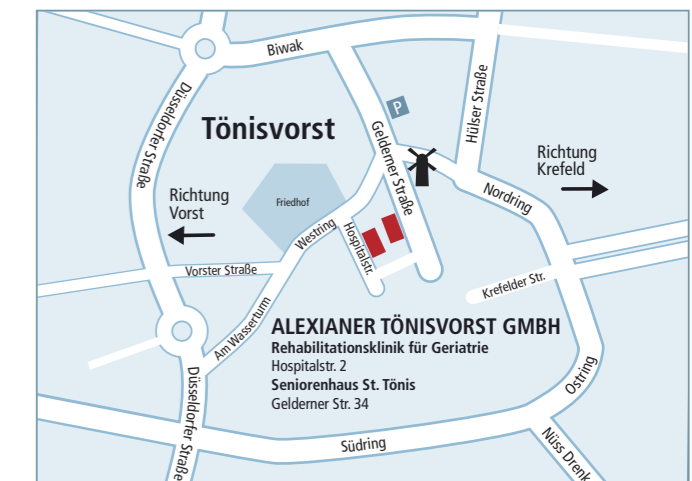 Biwak
Düsseldorfer Straße
Tönisvorst
P
Hülser Straße
Gelderner Straße
Richtung
Krefeld
Richtung
Vorst
Friedhof
Nordring
Westring
Hospitalstr.
Vorster Straße
Krefelder Str.
Am Wasserturm
ALEXIANER TÖNISVORST GMBH
Rehabilitationsklinik für Geriatrie
Hospitalstr. 2
Seniorenhaus St. Tönis
Gelderner Str. 34
Ostring
Düsseldorfer Straße
Südring
Nüss Drenk